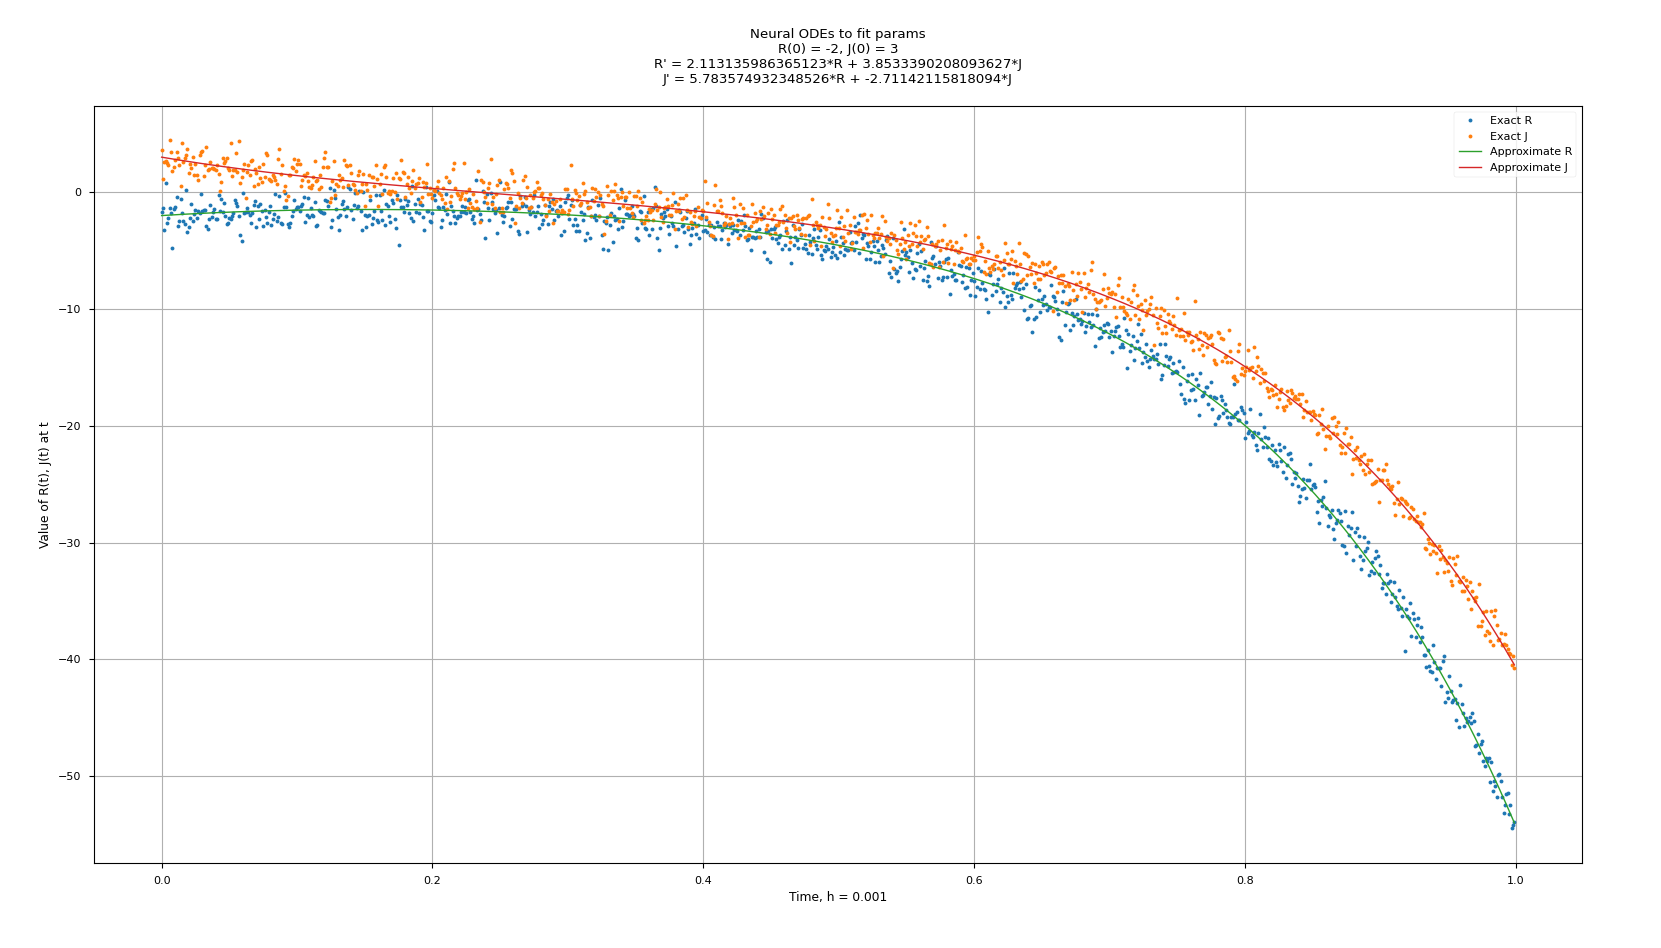 Neural ODEs to fit params
R(0) = -2, J(0) = 3
R' = 2.113135986365123*R + 3.8533390208093627*J
J' = 5.783574932348526*R + -2.71142115818094*J
Exact R
Exact J
Approximate R
Approximate J
Value of R(t), J(t) at t
0
−10
−20
−30
−40
−50
0.0
0.2
0.4
0.6
0.8
1.0
Time, h = 0.001